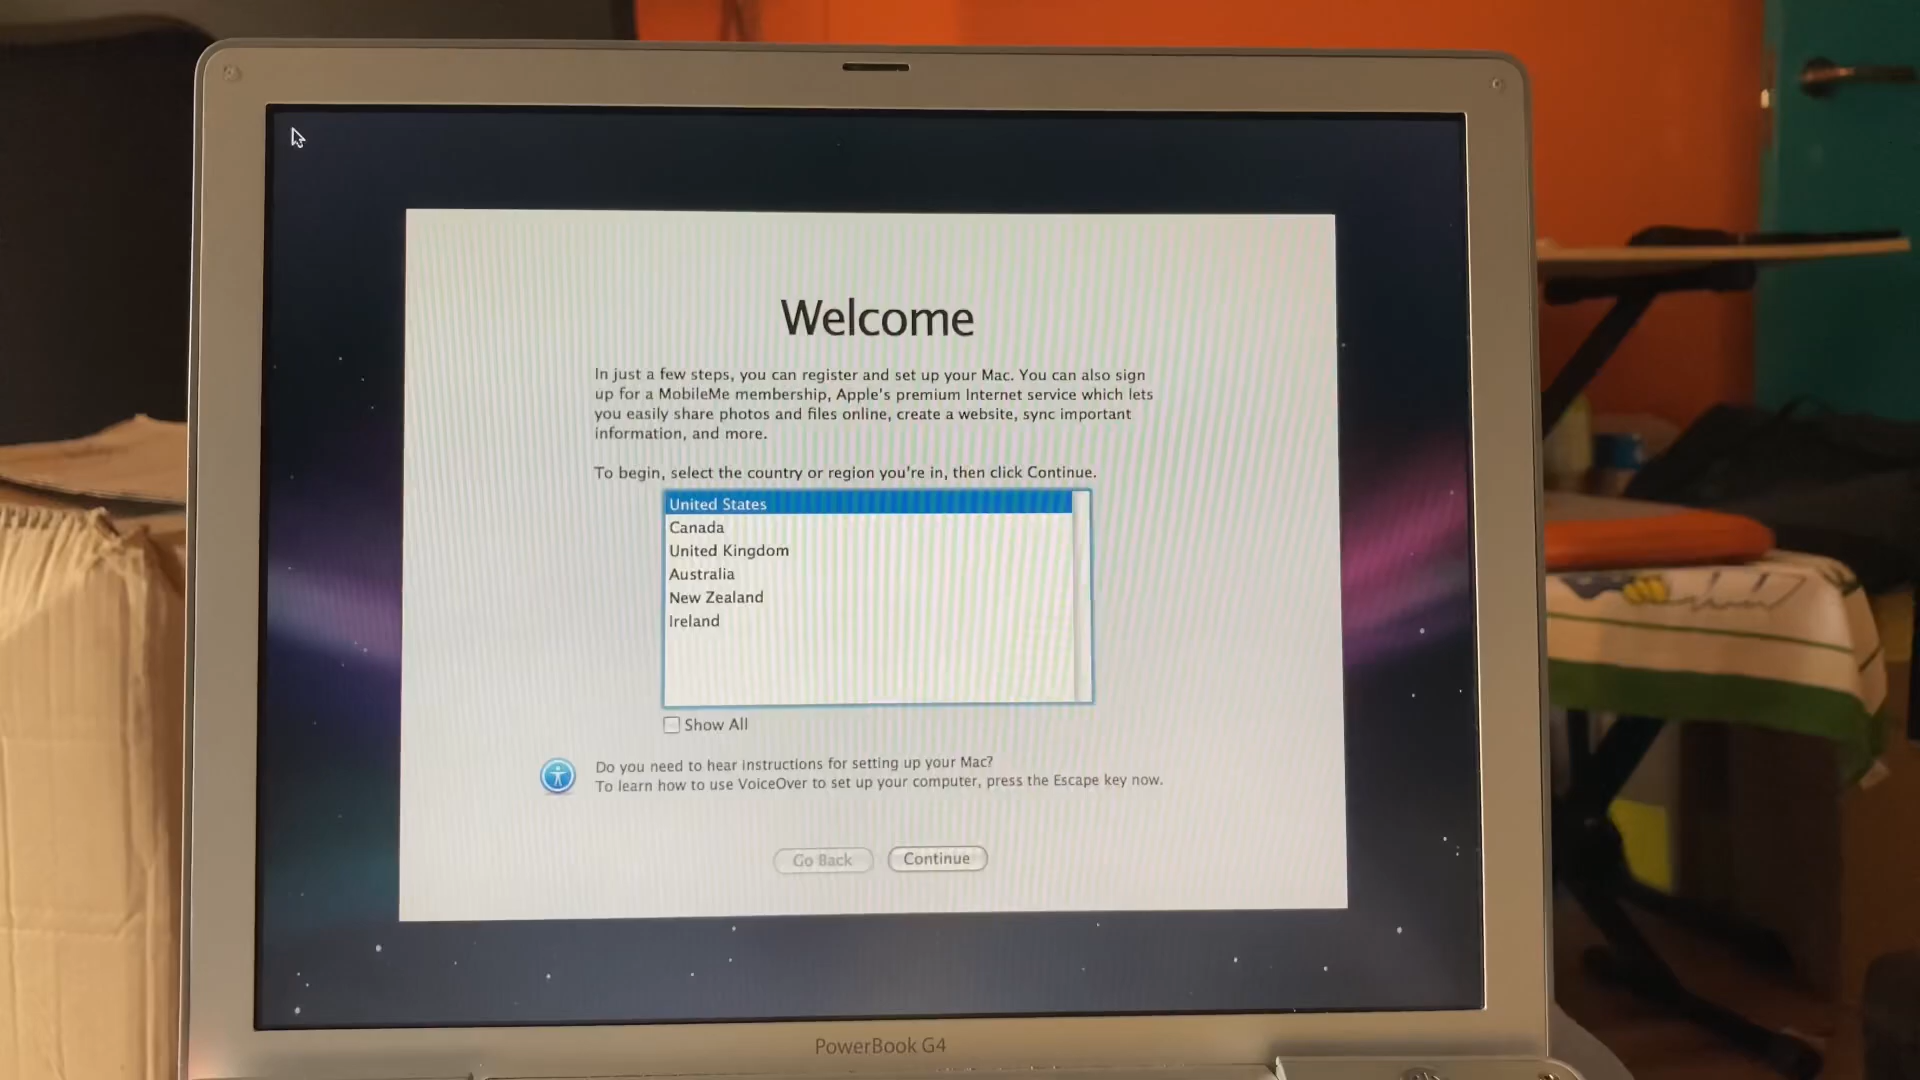 Welcome
In just a few steps, you can register and set up your Mac. You can also sign
up for a MobileMe membership, Apple's premium Internet service which lets
you easily share photos and files online, create a website, sync important
information, and more.
To begin, select the country or region you're in, then click Continue.
United States
Canada
United Kingdom
Australia
New Zealand
Ireland
Show All
Do you need to hear instructions for setting up your Mac?
To learn how to use VoiceOver to set up your computer, press the Escape key now.
Go Back
Continue
PowerBook G4